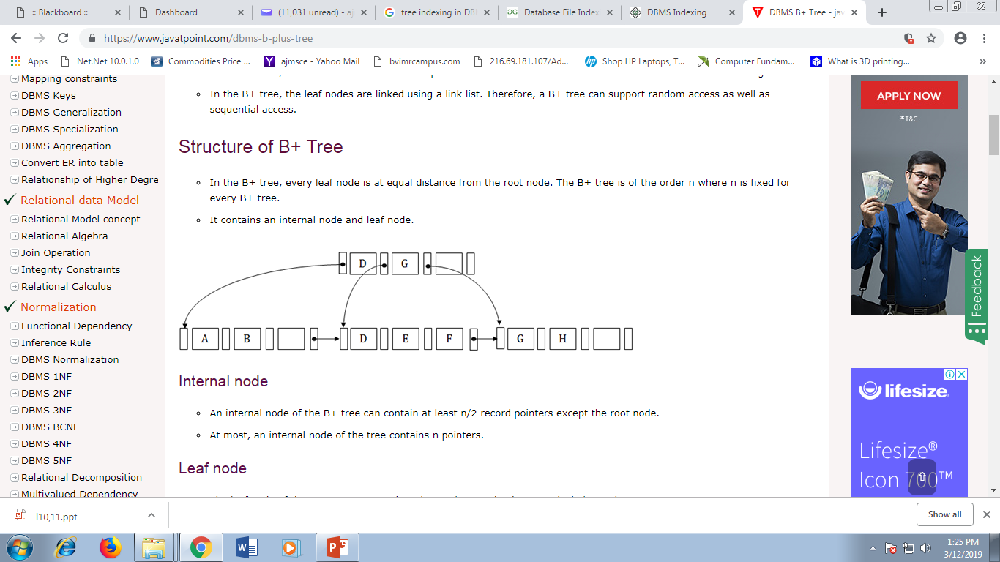 :: Blackboard ::
Dashboard
(11,031 unread) - aj
tree indexing in DB
Database File Index
DBMS Indexing
DBMS B+ Tree - jav
https://www.javatpoint.com/dbms-b-plus-tree
Apps
Net.Net 10.0.1.0
Commodities Price ...
ajmsce - Yahoo Mail
bvimrcampus.com
216.69.181.107/Ad...
Shop HP Laptops, T...
Computer Fundam...
What is 3D printing...
»
Mapping constraints
DBMS Keys
DBMS Generalization
DBMS Specialization
DBMS Aggregation
Convert ER into table
Relationship of Higher Degre
Relational data Model
Relational Model concept
Relational Algebra
Join Operation
Integrity Constraints
Relational Calculus
Normalization
Functional Dependency
Inference Rule
DBMS Normalization
DBMS 1NF
DBMS 2NF
DBMS 3NF
DBMS BCNF
DBMS 4NF
DBMS 5NF
Relational Decomposition
Multivalued Dependency
In the B+ tree, the leaf nodes are linked using a link list. Therefore, a B+ tree can support random access as well as
sequential access.
Structure of B+ Tree
In the B+ tree, every leaf node is at equal distance from the root node. The B+ tree is of the order n where n is fixed for
every B+ tree.
It contains an internal node and leaf node.
D G
A B D E F G H
Internal node
An internal node of the B+ tree can contain at least n/2 record pointers except the root node.
At most, an internal node of the tree contains n pointers.
Leaf node
APPLY NOW
*T&C
Feedback
lifesize
Lifesize®
Icon 700™
l10,11.ppt
Show all
1:25 PM
3/12/2019